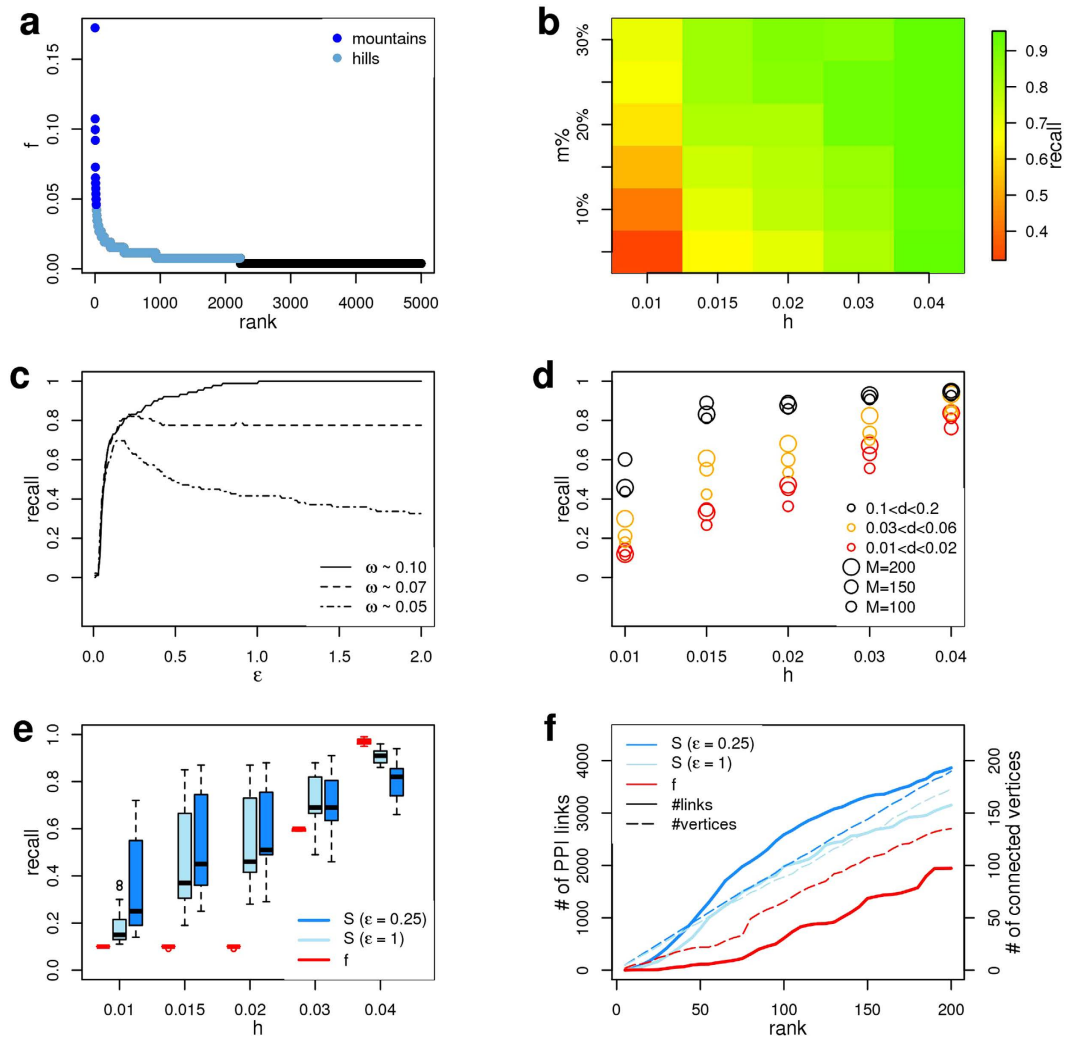 a
mountains
hills
f
0.00
0.05
0.10
0.15
0
1000
2000
3000
4000
5000
rank
b
m%
10%
20%
30%
0.01
0.015
0.02
0.03
0.04
h
0.4
0.5
0.6
0.7
0.8
0.9
recall
c
recall
0
0.2
0.4
0.6
0.8
1
ω ~ 0.10
ω ~ 0.07
ω ~ 0.05
0.0
0.5
1.0
1.5
2.0
ε
d
recall
0
0.2
0.4
0.6
0.8
1
0.1<d<0.2
0.03<d<0.06
0.01<d<0.02
M=200
M=150
M=100
0.01
0.015
0.02
0.03
0.04
h
e
recall
0.0
0.2
0.4
0.6
0.8
1.0
S (ε = 0.25)
S (ε = 1)
f
0.01
0.015
0.02
0.03
0.04
h
f
S (ε = 0.25)
S (ε = 1)
f
#links
#vertices
# of PPI links
0
1000
2000
3000
4000
0
50
100
150
200
rank
0
50
100
150
200
# of connected vertices